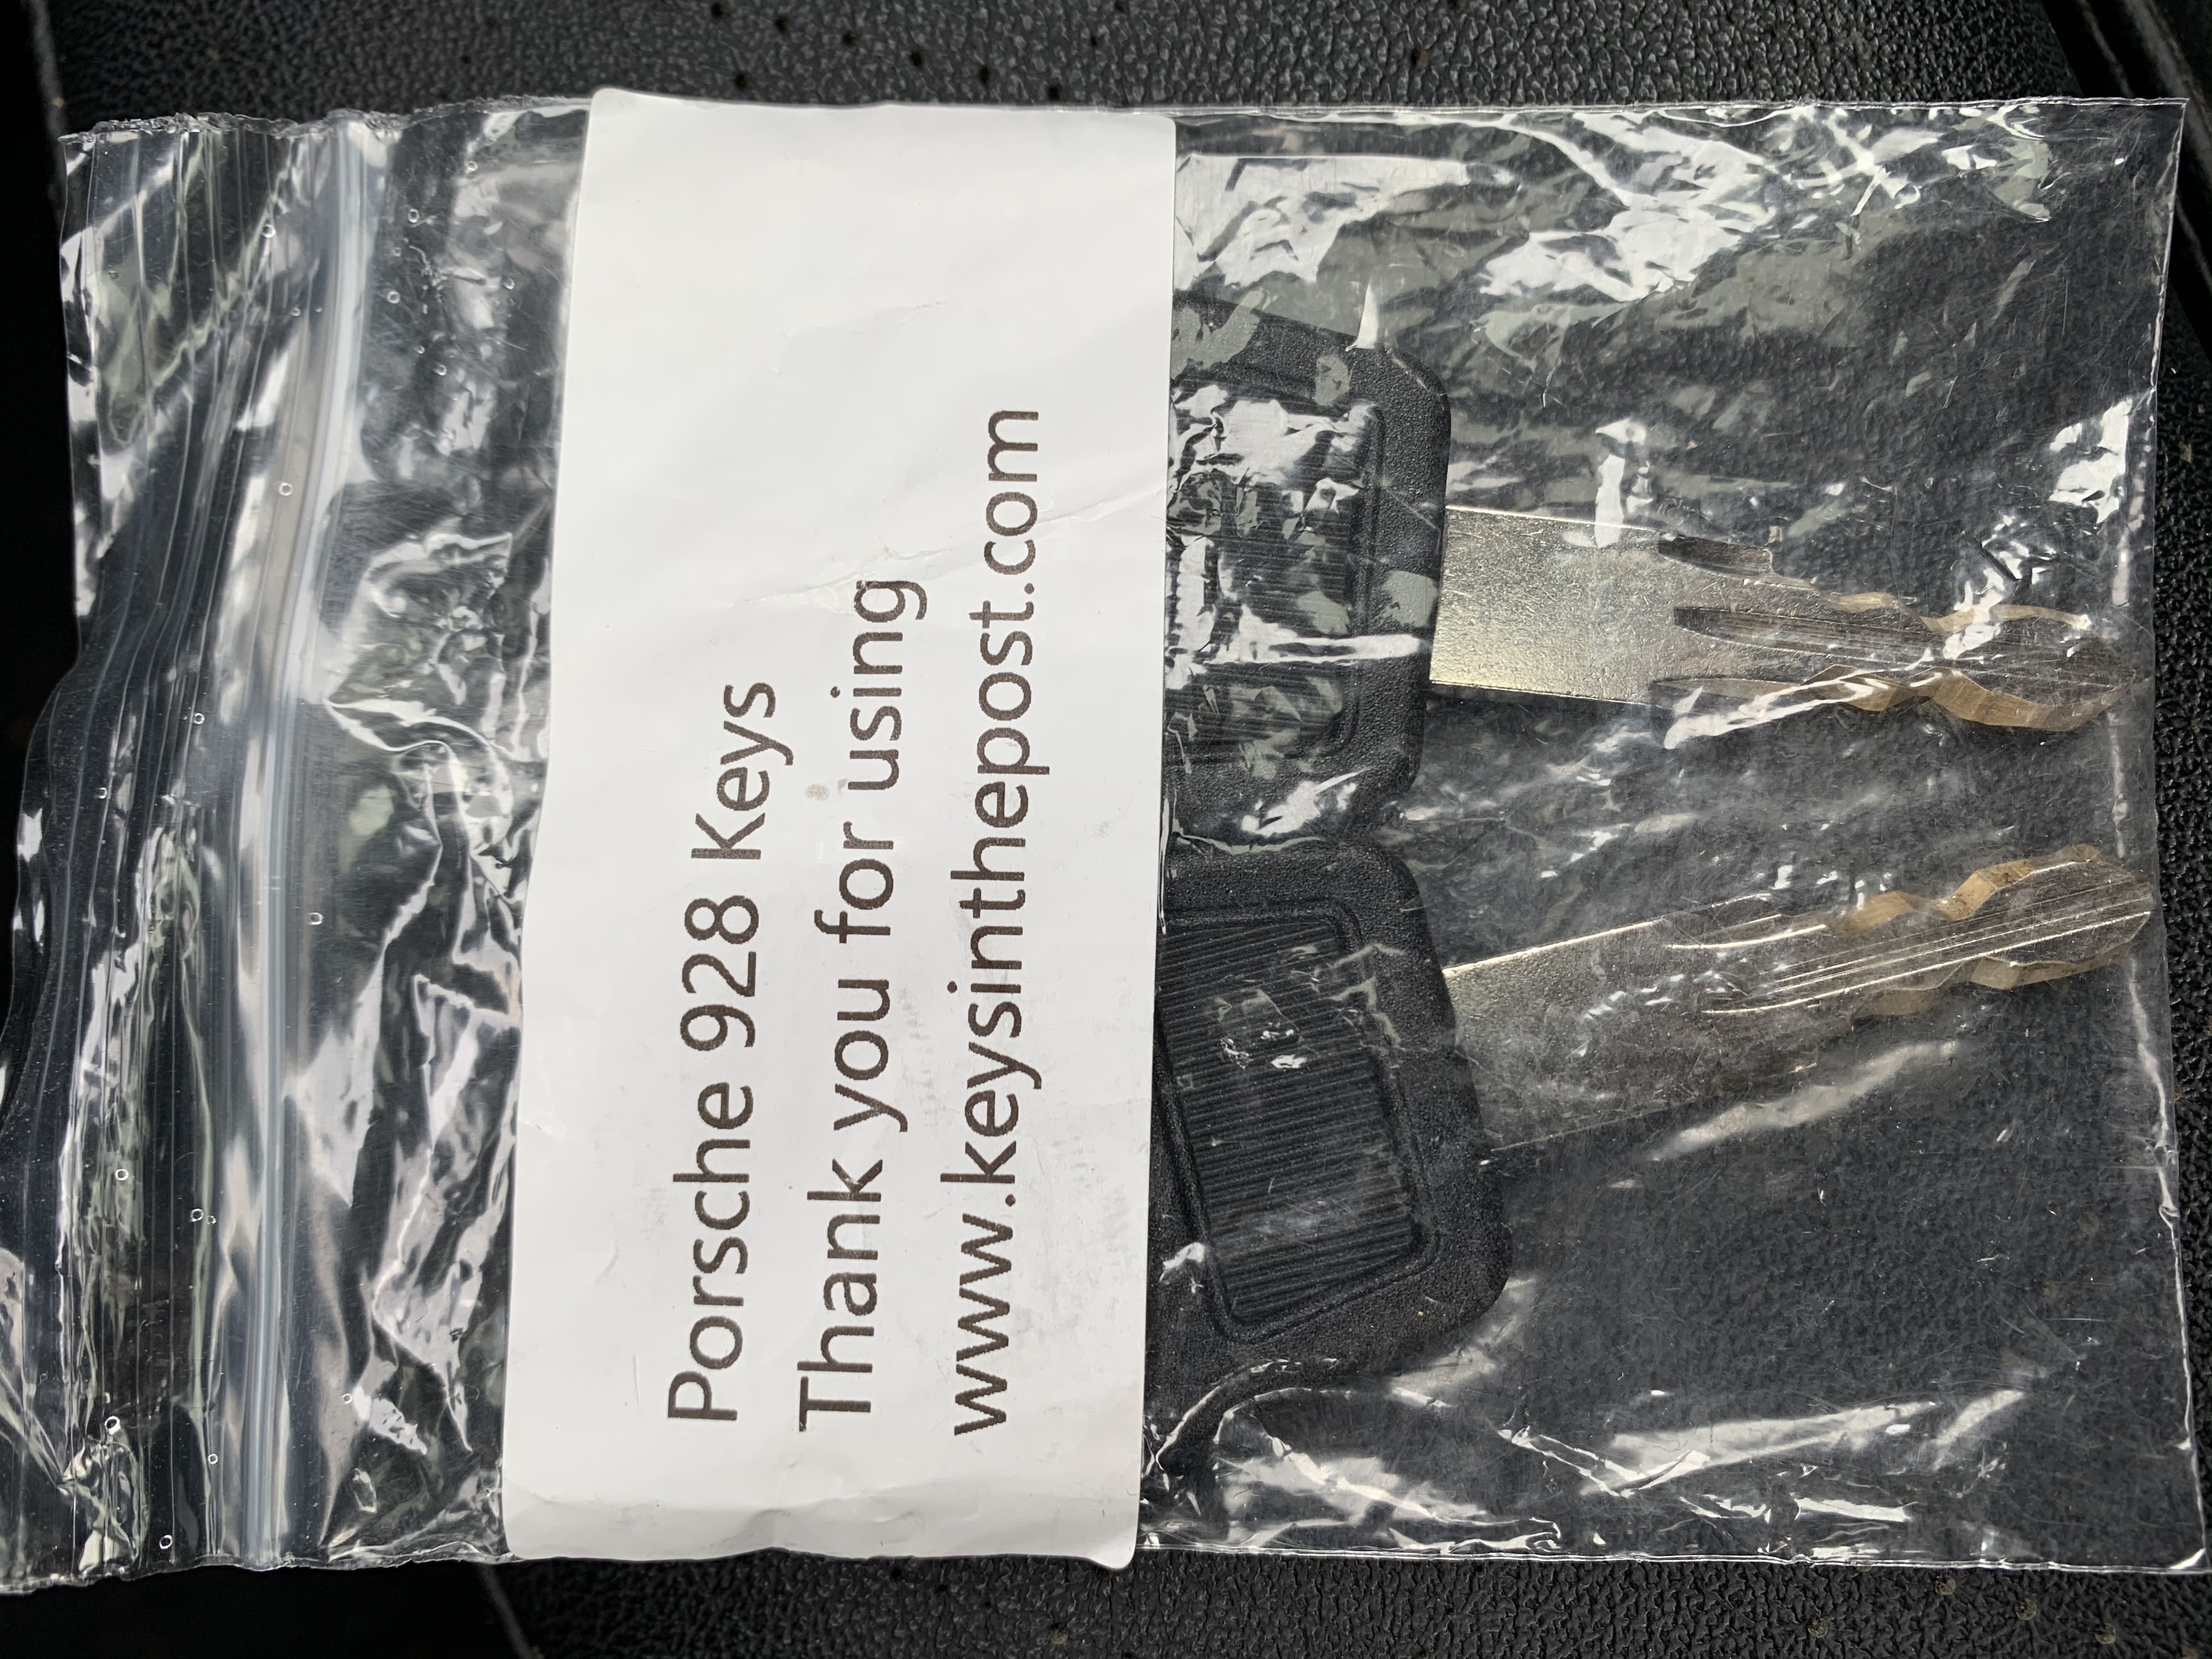 Porsche 928 Keys
Thank you for using
www.keysinthepost.com